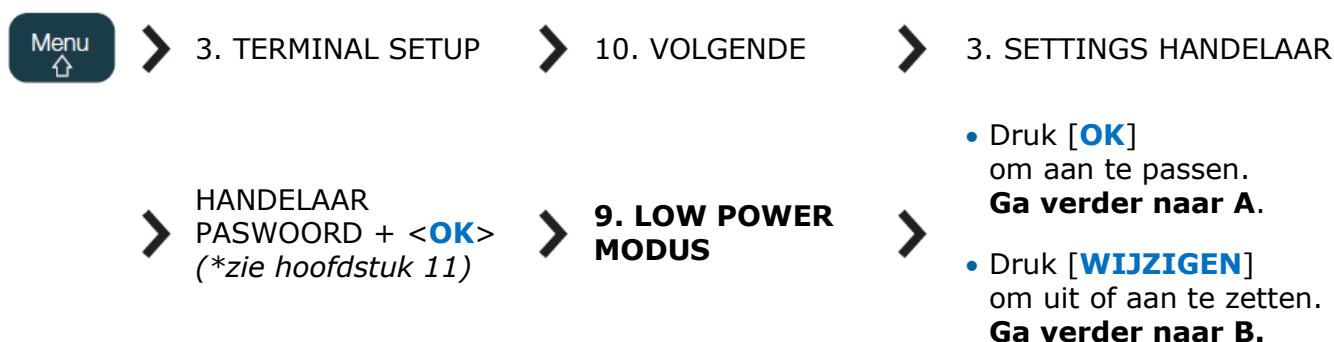 Menu
3. TERMINAL SETUP
10. VOLGENDE
3. SETTINGS HANDELAAR
HANDELAAR
PASWOORD + <OK>
(*zie hoofdstuk 11)
9. LOW POWER
MODUS
• Druk [OK]
om aan te passen.
Ga verder naar A.
• Druk [WIJZIGEN]
om uit of aan te zetten.
Ga verder naar B.